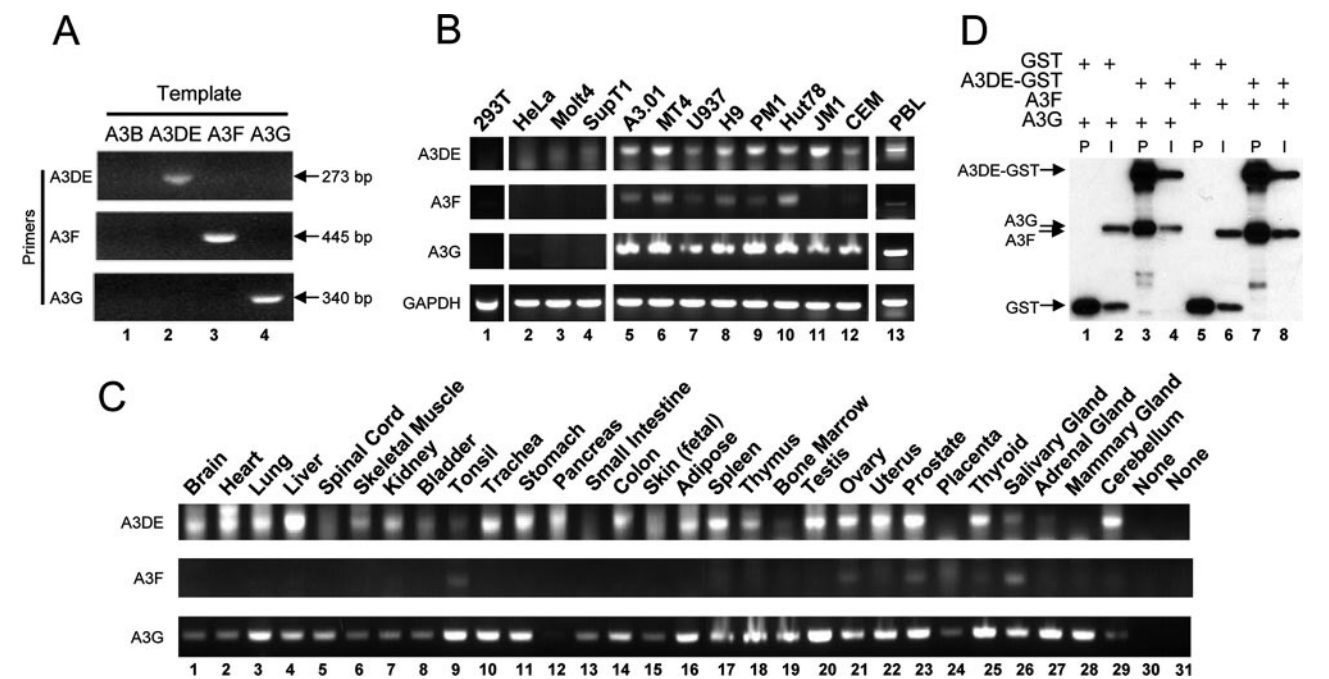 A
Template
A3B A3DE A3F A3G
Primers
A3DE
273 bp
A3F
445 bp
A3G
340 bp
1 2 3 4
B
293T HeLa Molt4 SupT1 A3.01 MT4 U937 H9 PM1 Hut78 JM1 CEM PBL
A3DE
A3F
A3G
GAPDH
1 2 3 4 5 6 7 8 9 10 11 12 13
D
GST + + + +
A3DE-GST + + + +
A3F + + + +
A3G + + + +
P I P I P I P I
A3DE-GST
A3G
A3F
GST
1 2 3 4 5 6 7 8
C
Brain Heart Lung Liver Spinal Cord Skeletal Muscle Kidney Bladder Tonsil Trachea Stomach Pancreas Small Intestine Colon Skin (fetal) Adipose Spleen Thymus Bone Marrow Testis Ovary Uterus Prostate Placenta Thyroid Salivary Gland Adrenal Gland Mammary Gland Cerebellum None None
A3DE
A3F
A3G
1 2 3 4 5 6 7 8 9 10 11 12 13 14 15 16 17 18 19 20 21 22 23 24 25 26 27 28 29 30 31